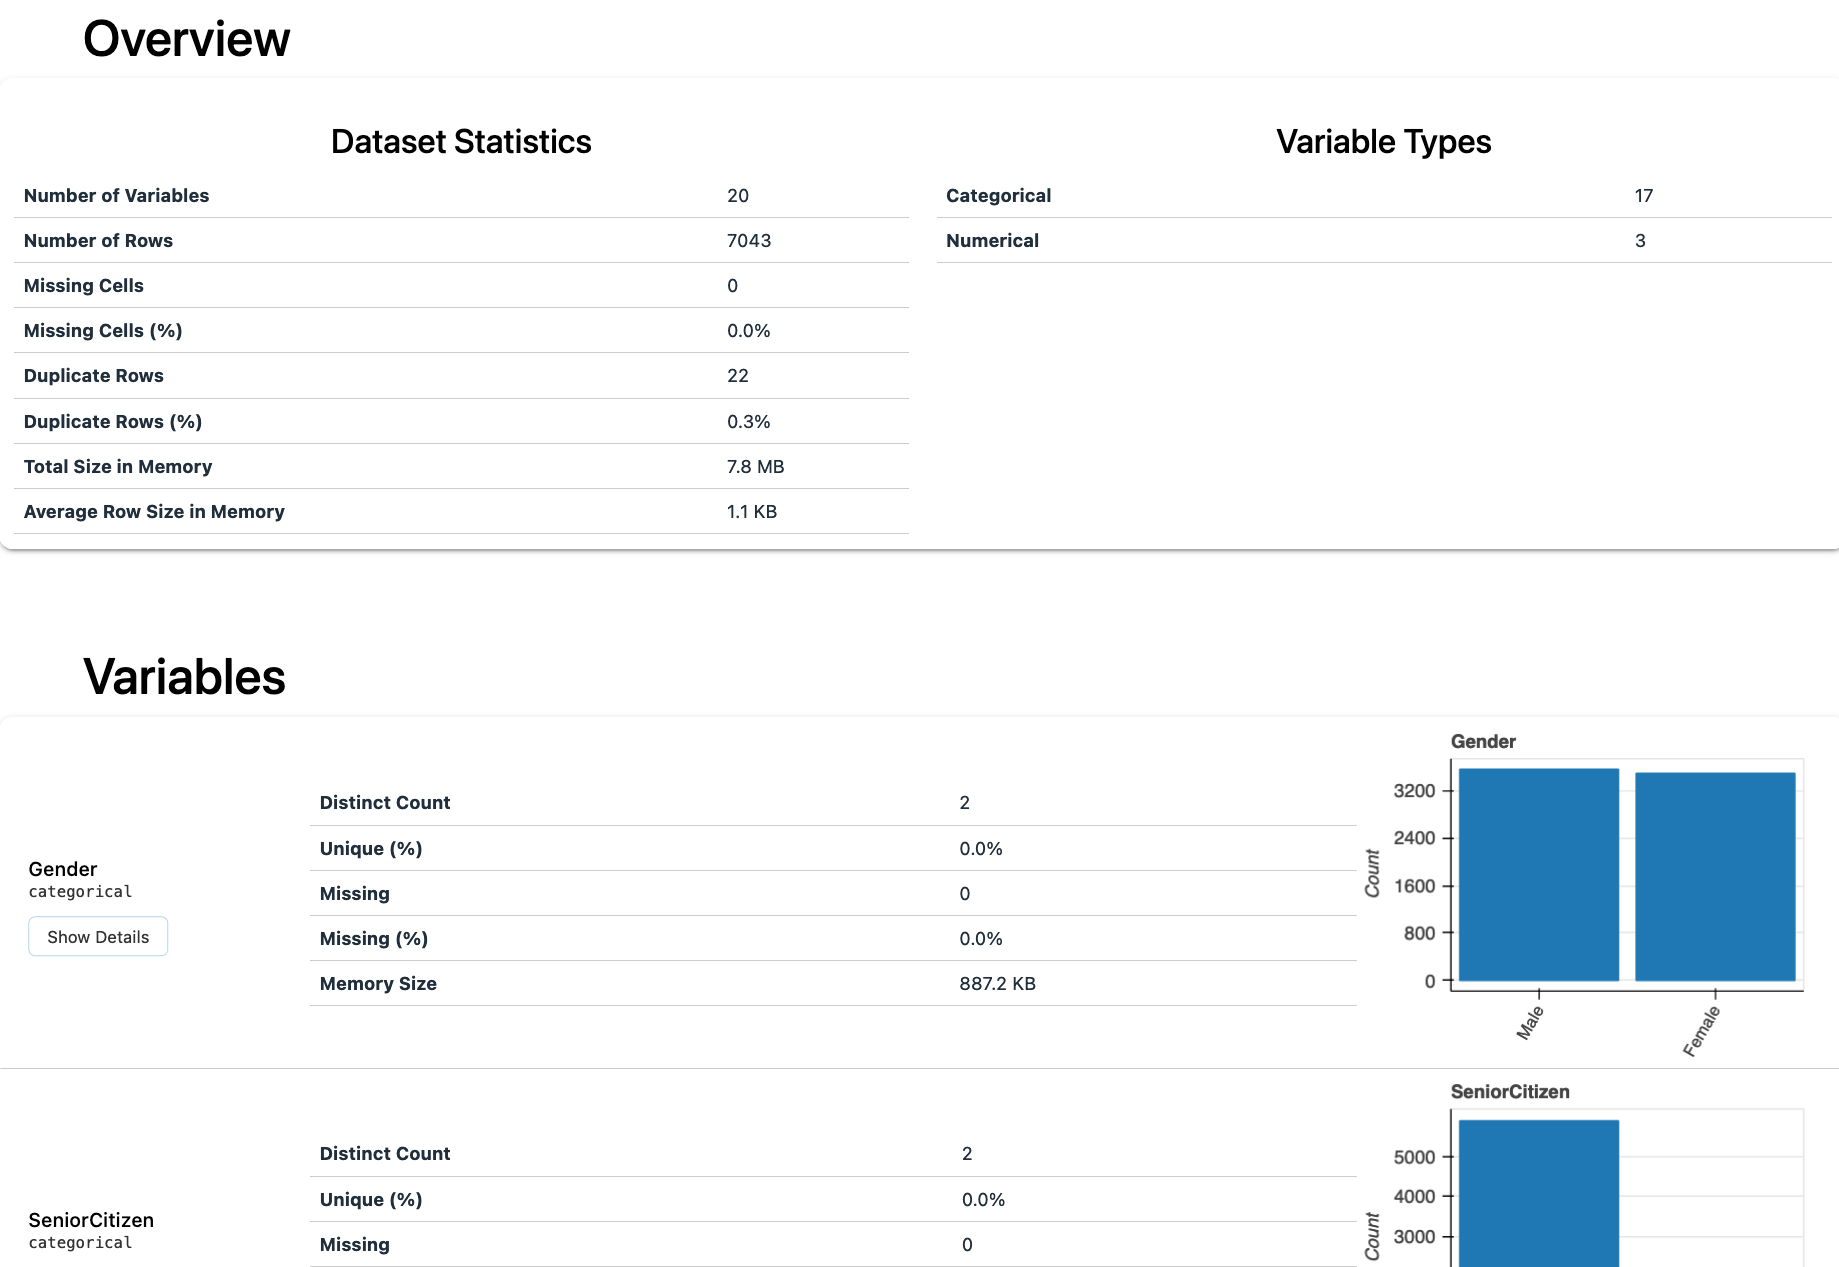 Overview
Dataset Statistics
Number of Variables 20
Number of Rows 7043
Missing Cells 0
Missing Cells (%) 0.0%
Duplicate Rows 22
Duplicate Rows (%) 0.3%
Total Size in Memory 7.8 MB
Average Row Size in Memory 1.1 KB
Variable Types
Categorical 17
Numerical 3
Variables
Gender
categorical
Show Details
Distinct Count 2
Unique (%) 0.0%
Missing 0
Missing (%) 0.0%
Memory Size 887.2 KB
Gender
Count
3200
2400
1600
800
0
Male
Female
SeniorCitizen
categorical
Distinct Count 2
Unique (%) 0.0%
Missing 0
SeniorCitizen
Count
5000
4000
3000